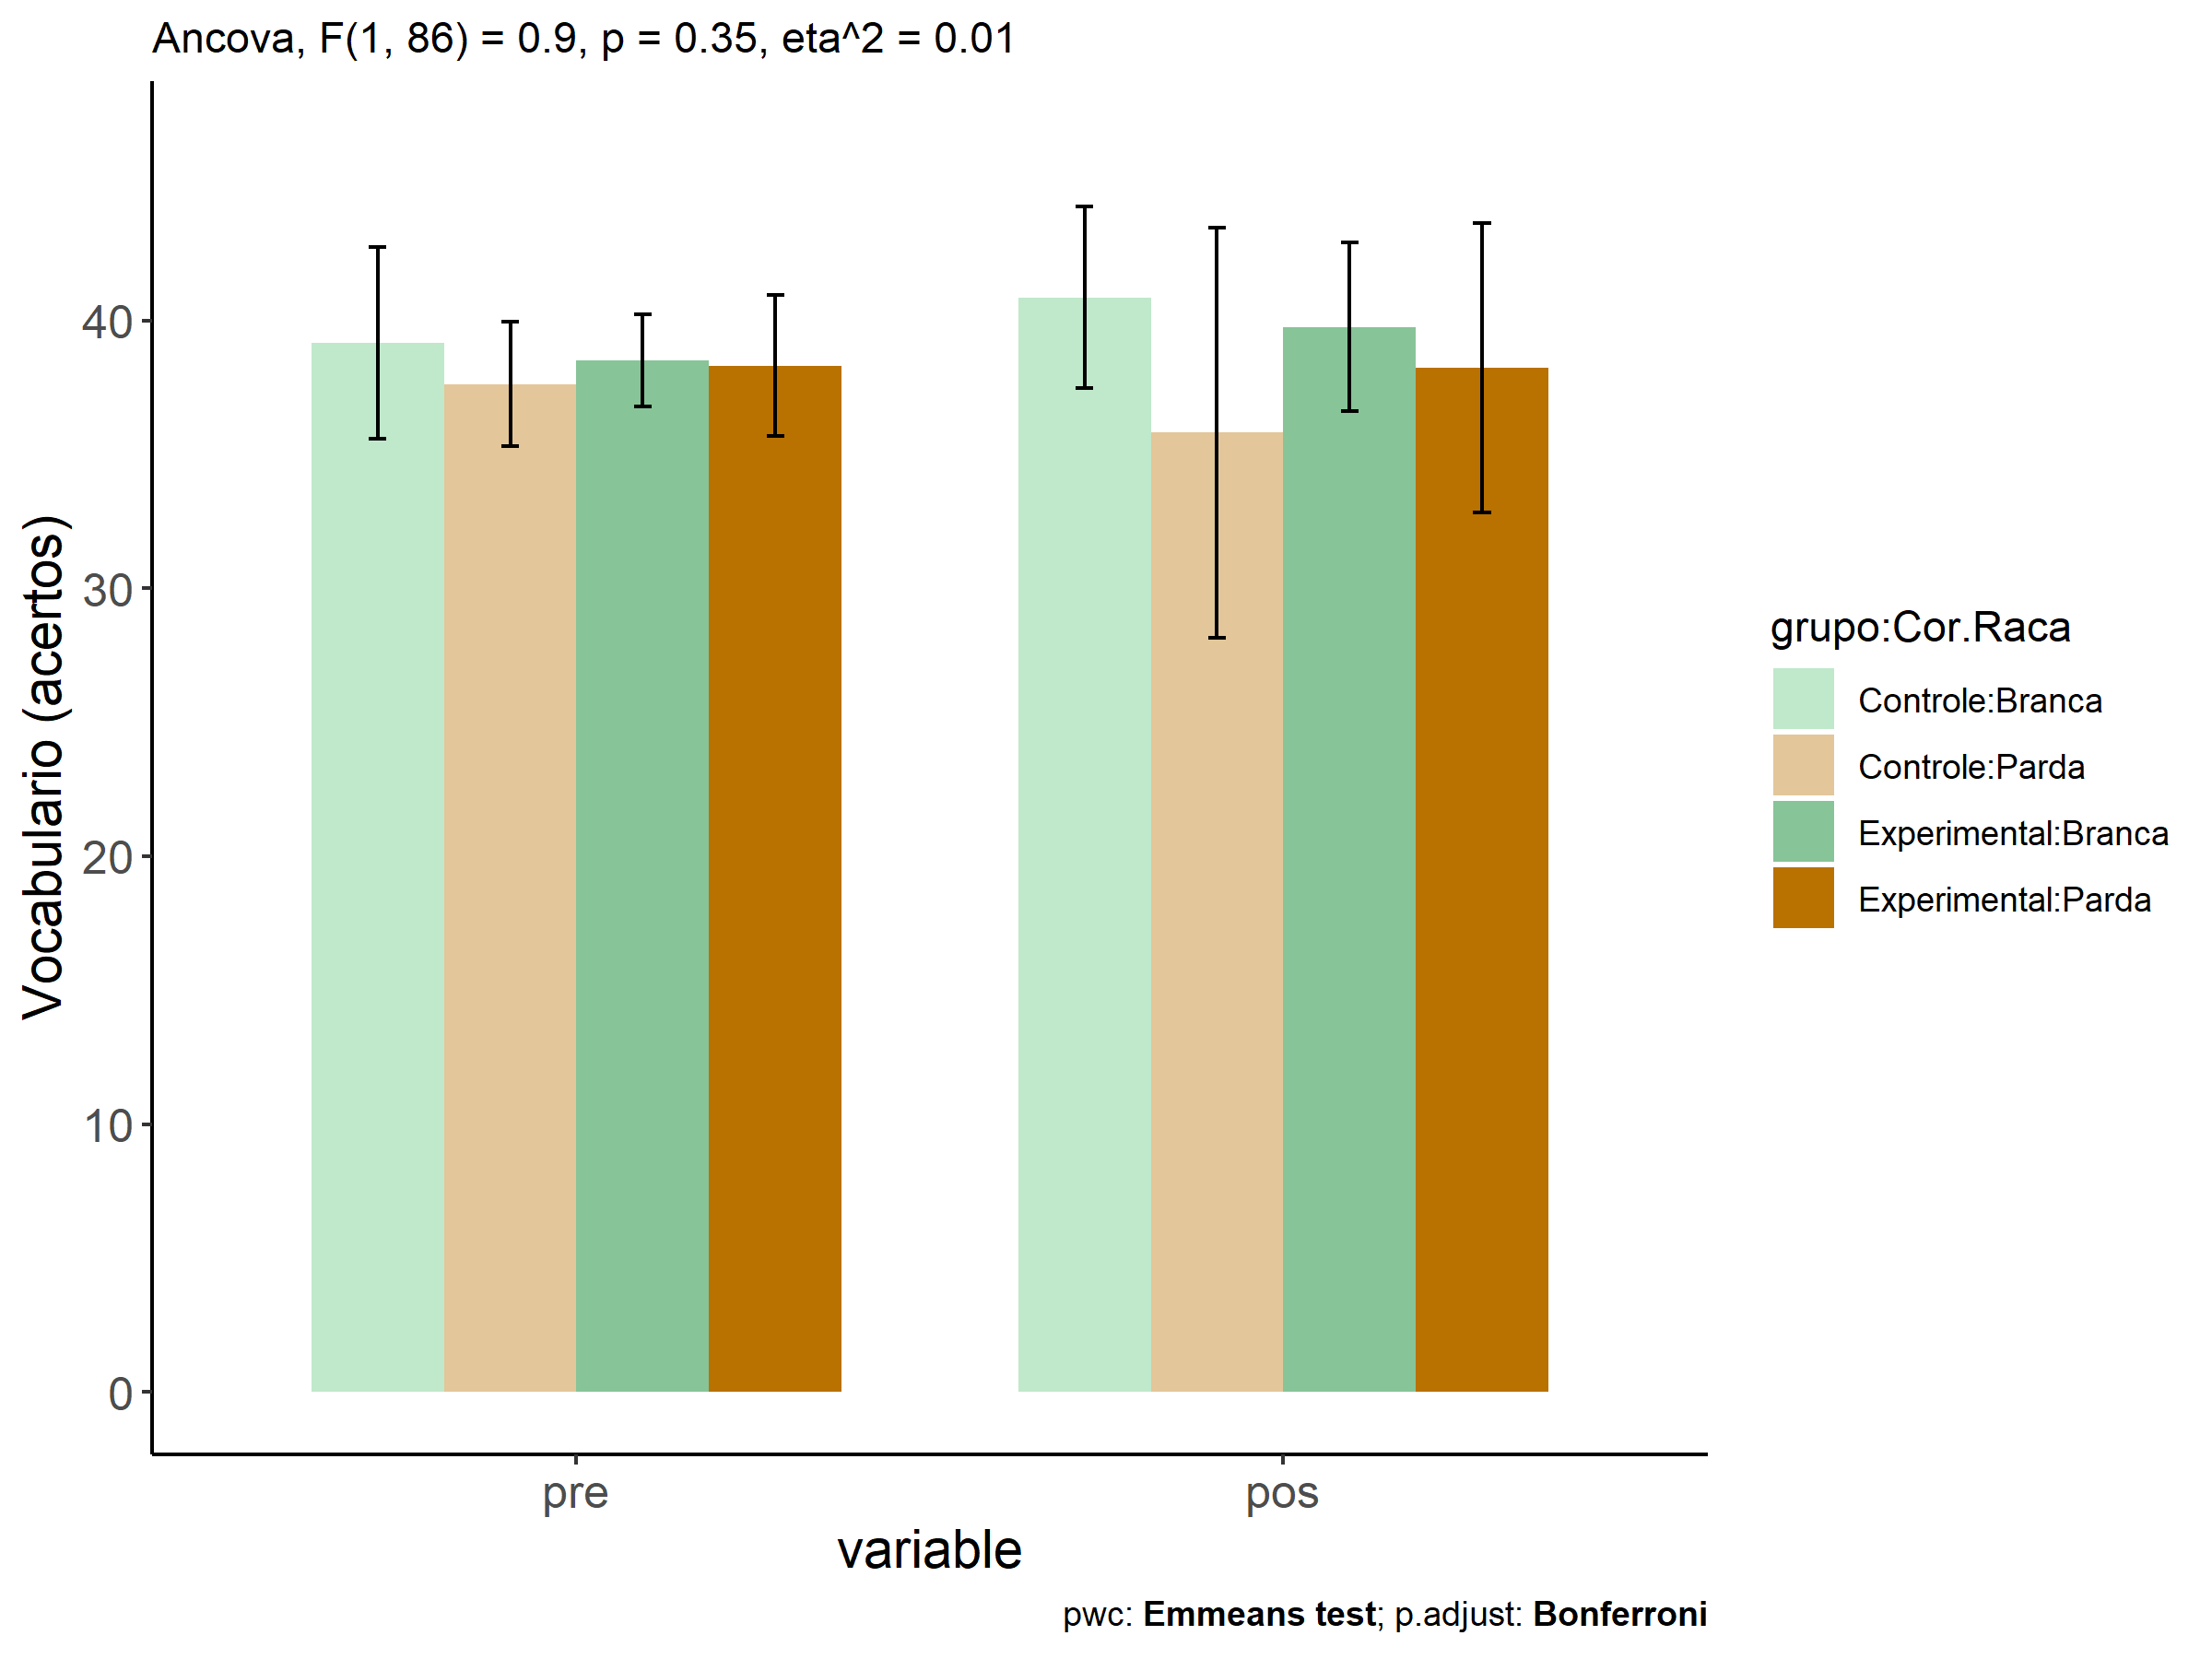 Ancova, F(1, 86) = 0.9, p = 0.35, eta^2 = 0.01
Vocabulario (acertos)
40
30
20
10
0
pre
pos
variable
grupo:Cor.Raca
Controle:Branca
Controle:Parda
Experimental:Branca
Experimental:Parda
pwc: Emmeans test; p.adjust: Bonferroni